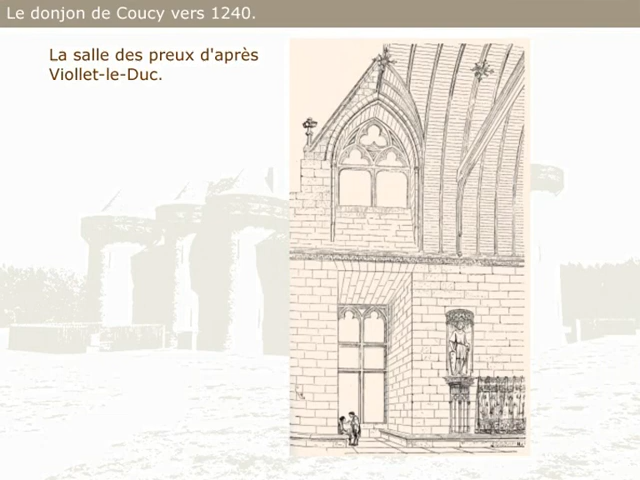 Le donjon de Coucy vers 1240.
La salle des preux d'après
Viollet-le-Duc.